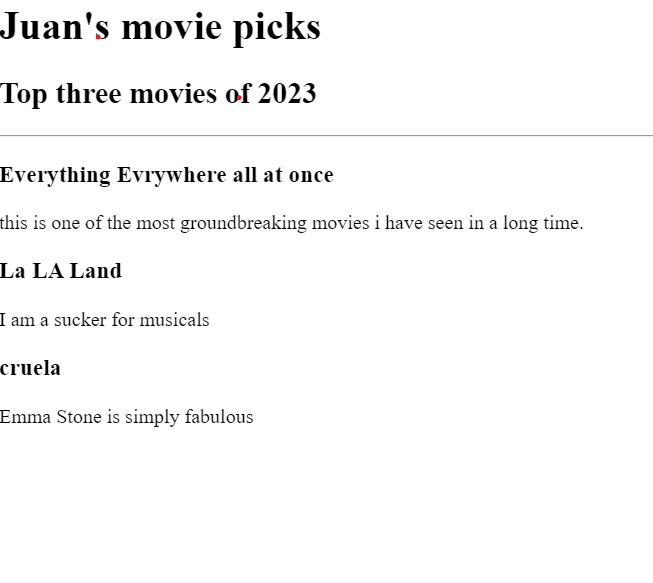 Juan's movie picks
Top three movies of 2023
Everything Evrywhere all at once
this is one of the most groundbreaking movies i have seen in a long time.
La LA Land
I am a sucker for musicals
cruela
Emma Stone is simply fabulous